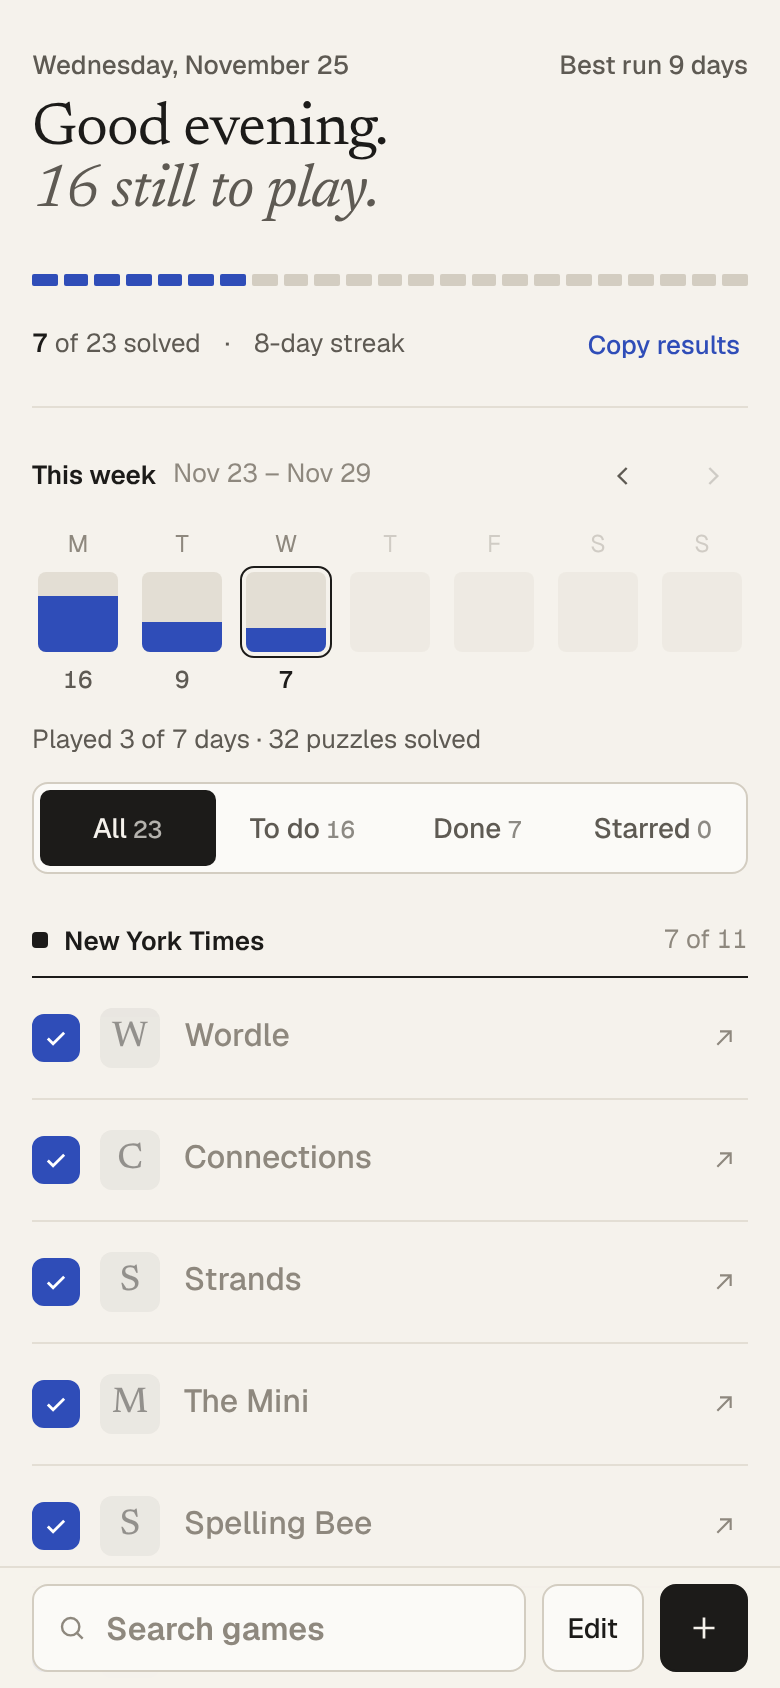 Wednesday, November 25 Best run 9 days
Good evening.
16 still to play.
7 of 23 solved · 8-day streak Copy results
This week Nov 23 – Nov 29
M T W T F S S
16 9 7
Played 3 of 7 days · 32 puzzles solved
All 23 To do 16 Done 7 Starred 0
New York Times 7 of 11
W Wordle
C Connections
S Strands
M The Mini
S Spelling Bee
Search games Edit +